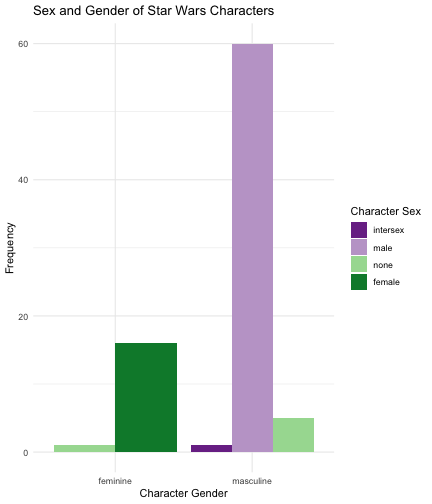 Sex and Gender of Star Wars Characters
60
40
20
0
Frequency
feminine
masculine
Character Gender
Character Sex
intersex
male
none
female